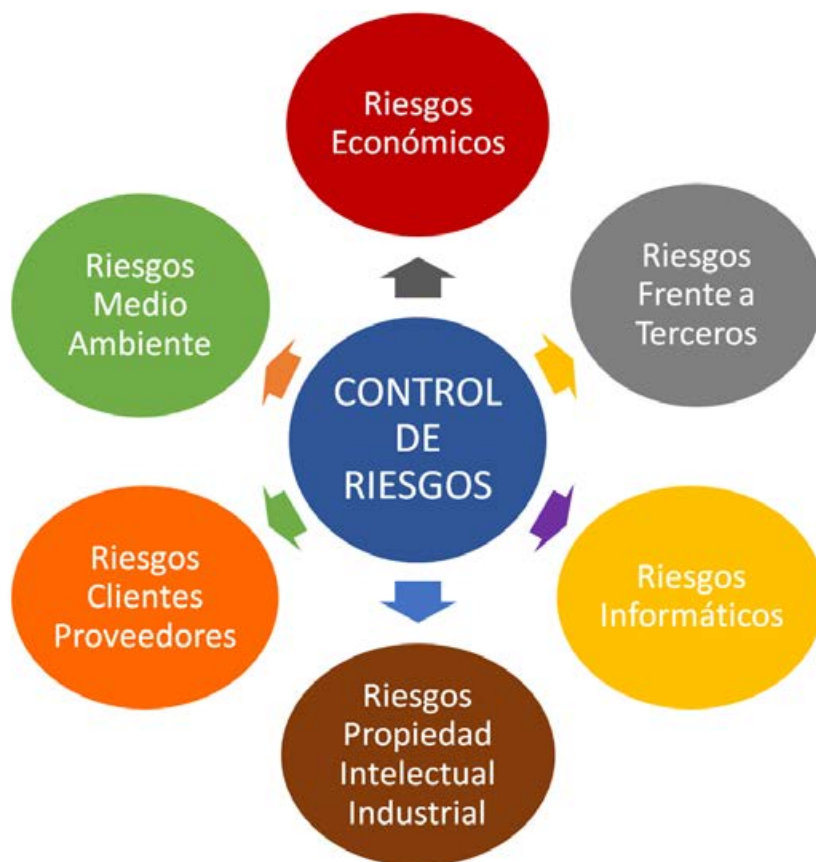 Riesgos
Económicos
Riesgos
Frente a
Terceros
Riesgos
Informáticos
Riesgos
Propiedad
Intelectual
Industrial
Riesgos
Clientes
Proveedores
Riesgos
Medio
Ambiente
CONTROL
DE
RIESGOS